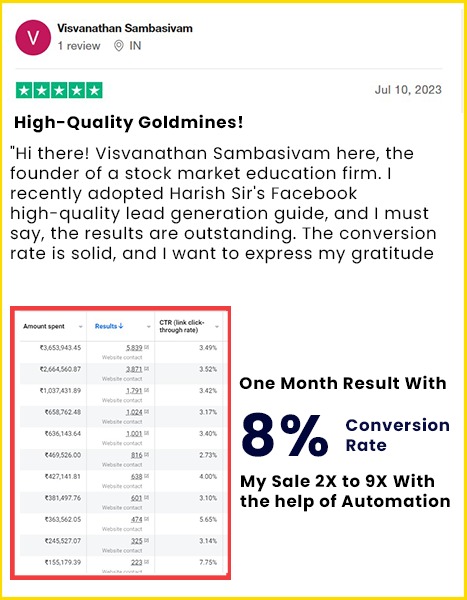 V
Visvanathan Sambasivam
1 review IN
Jul 10, 2023
High-Quality Goldmines!
"Hi there! Visvanathan Sambasivam here, the
founder of a stock market education firm. I
recently adopted Harish Sir's Facebook
high-quality lead generation guide, and I must
say, the results are outstanding. The conversion
rate is solid, and I want to express my gratitude
Amount spent Results↓ CTR (link click-
through rate)
₹3,653,943.45 5,839 3.49%
Website contact
₹2,664,560.87 3,871 3.52%
Website contact
₹1,037,431.89 1,791 3.42%
Website contact
₹658,762.48 1,024 3.17%
Website contact
₹636,143.64 1,001 3.40%
Website contact
₹469,526.00 816 2.73%
Website contact
₹427,141.81 638 4.00%
Website contact
₹381,497.76 601 3.10%
Website contact
₹363,562.05 474 5.65%
Website contact
₹245,527.07 325 3.14%
Website contact
₹155,179.39 223 7.75%
Website contact
One Month Result With
8% Conversion
Rate
My Sale 2X to 9X With
the help of Automation